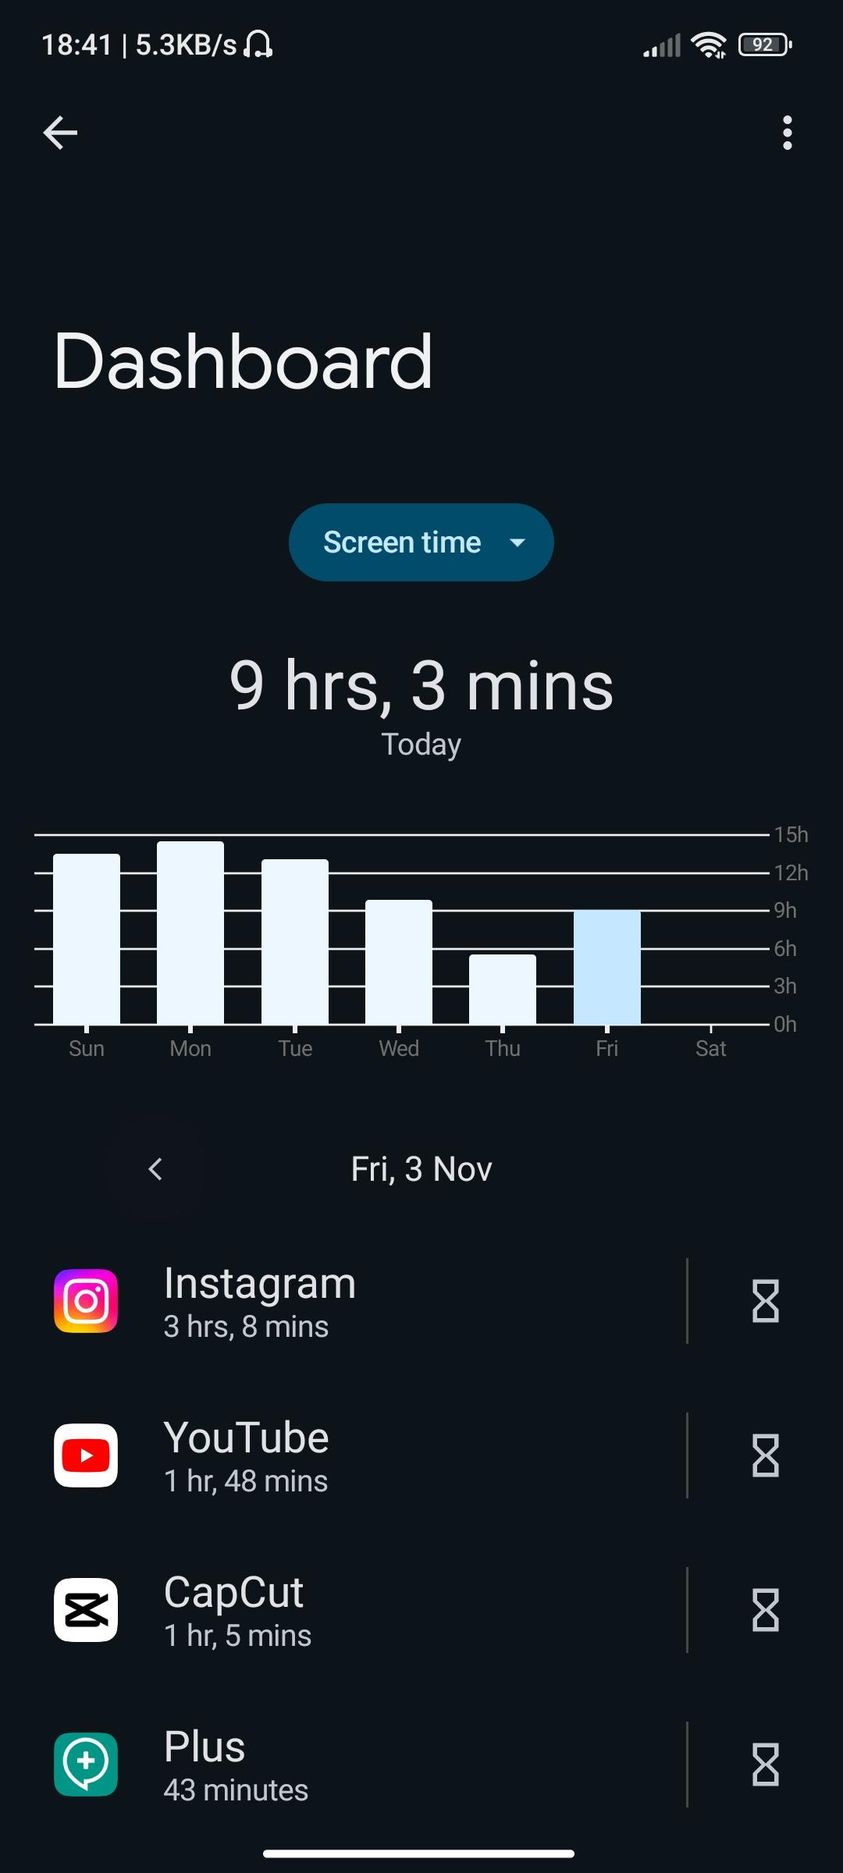 18:41 | 5.3KB/s
92
Dashboard
Screen time
9 hrs, 3 mins
Today
15h
12h
9h
6h
3h
0h
Sun Mon Tue Wed Thu Fri Sat
Fri, 3 Nov
Instagram
3 hrs, 8 mins
YouTube
1 hr, 48 mins
CapCut
1 hr, 5 mins
Plus
43 minutes